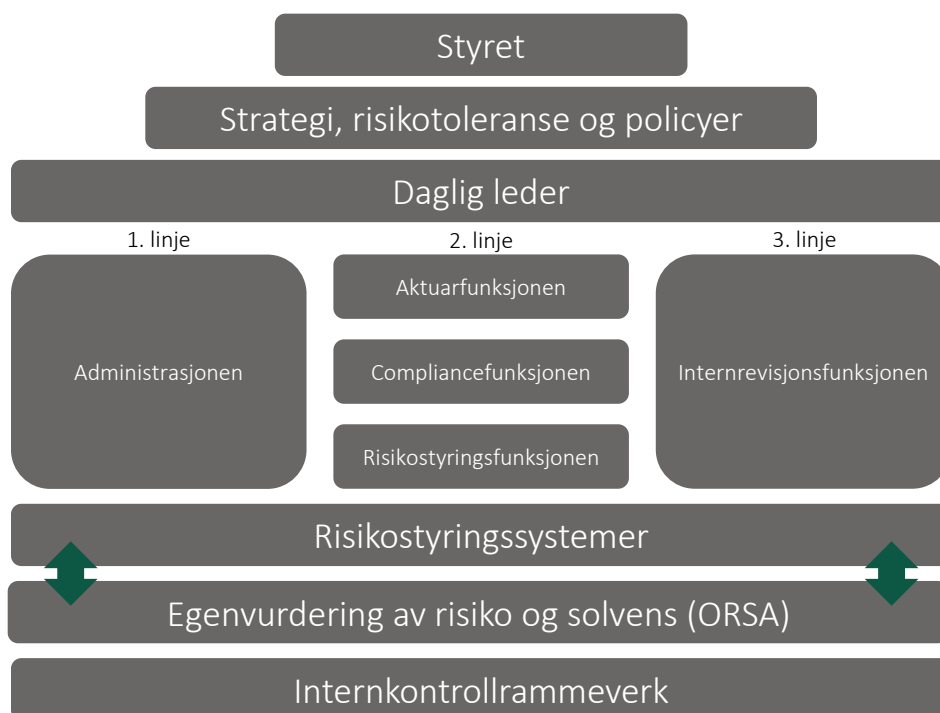 Styret
Strategi, risikotoleranse og policyer
Daglig leder
1. linje
2. linje
3. linje
Administrasjonen
Aktuarfunksjonen
Compliancefunksjonen
Risikostyringsfunksjonen
Internrevisjonsfunksjonen
Risikostyringssystemer
Egenvurdering av risiko og solvens (ORSA)
Internkontrollrammeverk